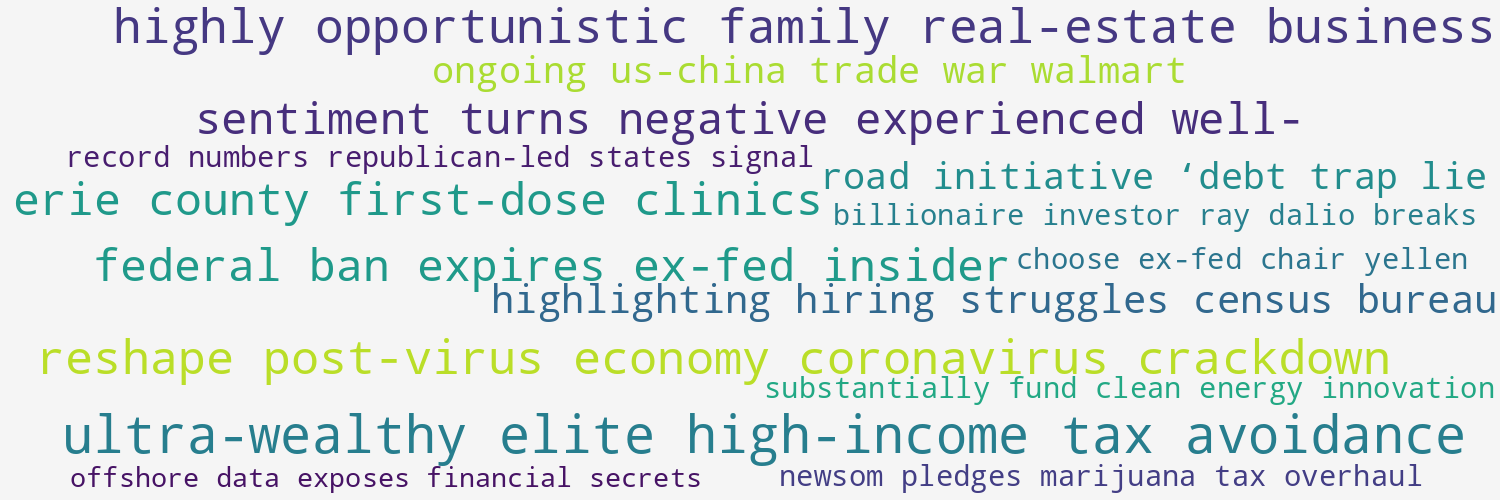 highly opportunistic family real-estate business
ongoing us-china trade war walmart
sentiment turns negative experienced well-
record numbers republican-led states signal
road initiative ‘debt trap lie
erie county first-dose clinics
billionaire investor ray dalio breaks
federal ban expires ex-fed insider
choose ex-fed chair yellen
highlighting hiring struggles census bureau
reshape post-virus economy coronavirus crackdown
substantially fund clean energy innovation
ultra-wealthy elite high-income tax avoidance
offshore data exposes financial secrets
newsom pledges marijuana tax overhaul